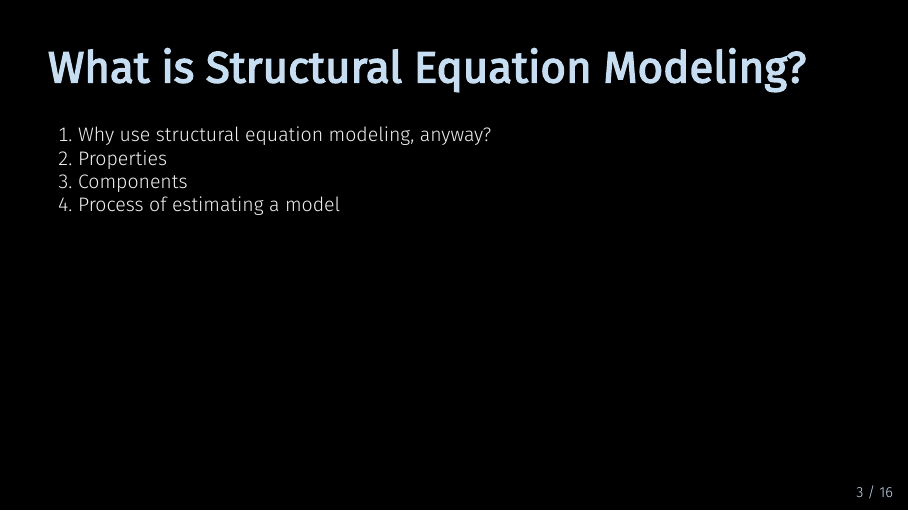 What is Structural Equation Modeling?
1. Why use structural equation modeling, anyway?
2. Properties
3. Components
4. Process of estimating a model
3 / 16